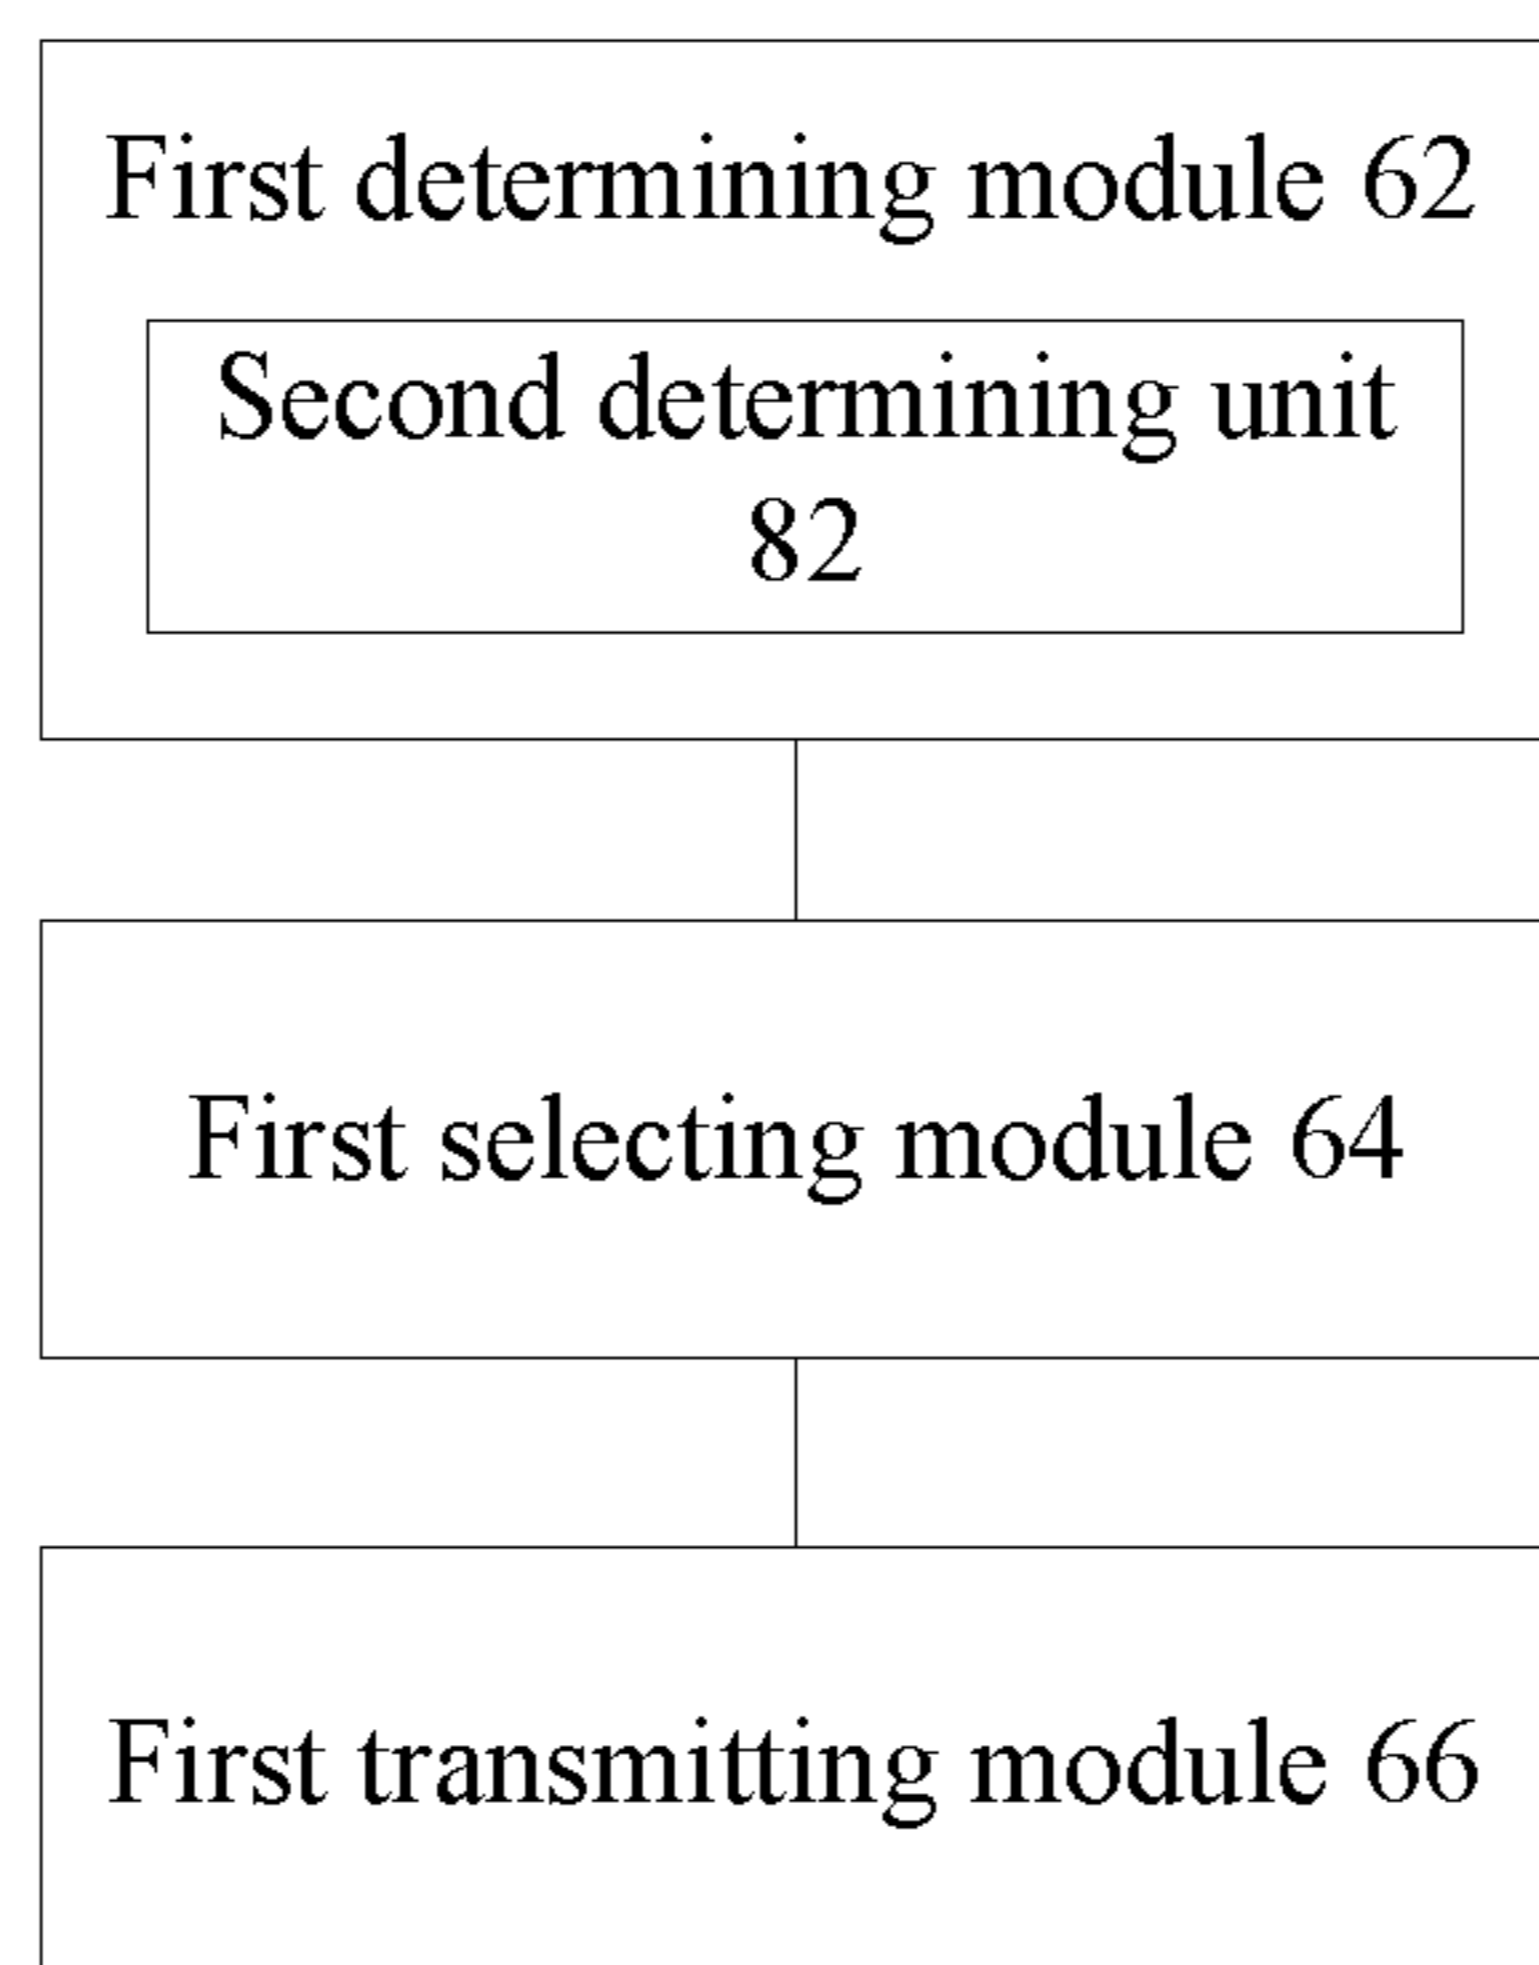 First determining module 62
Second determining unit
82
First selecting module 64
First transmitting module 66